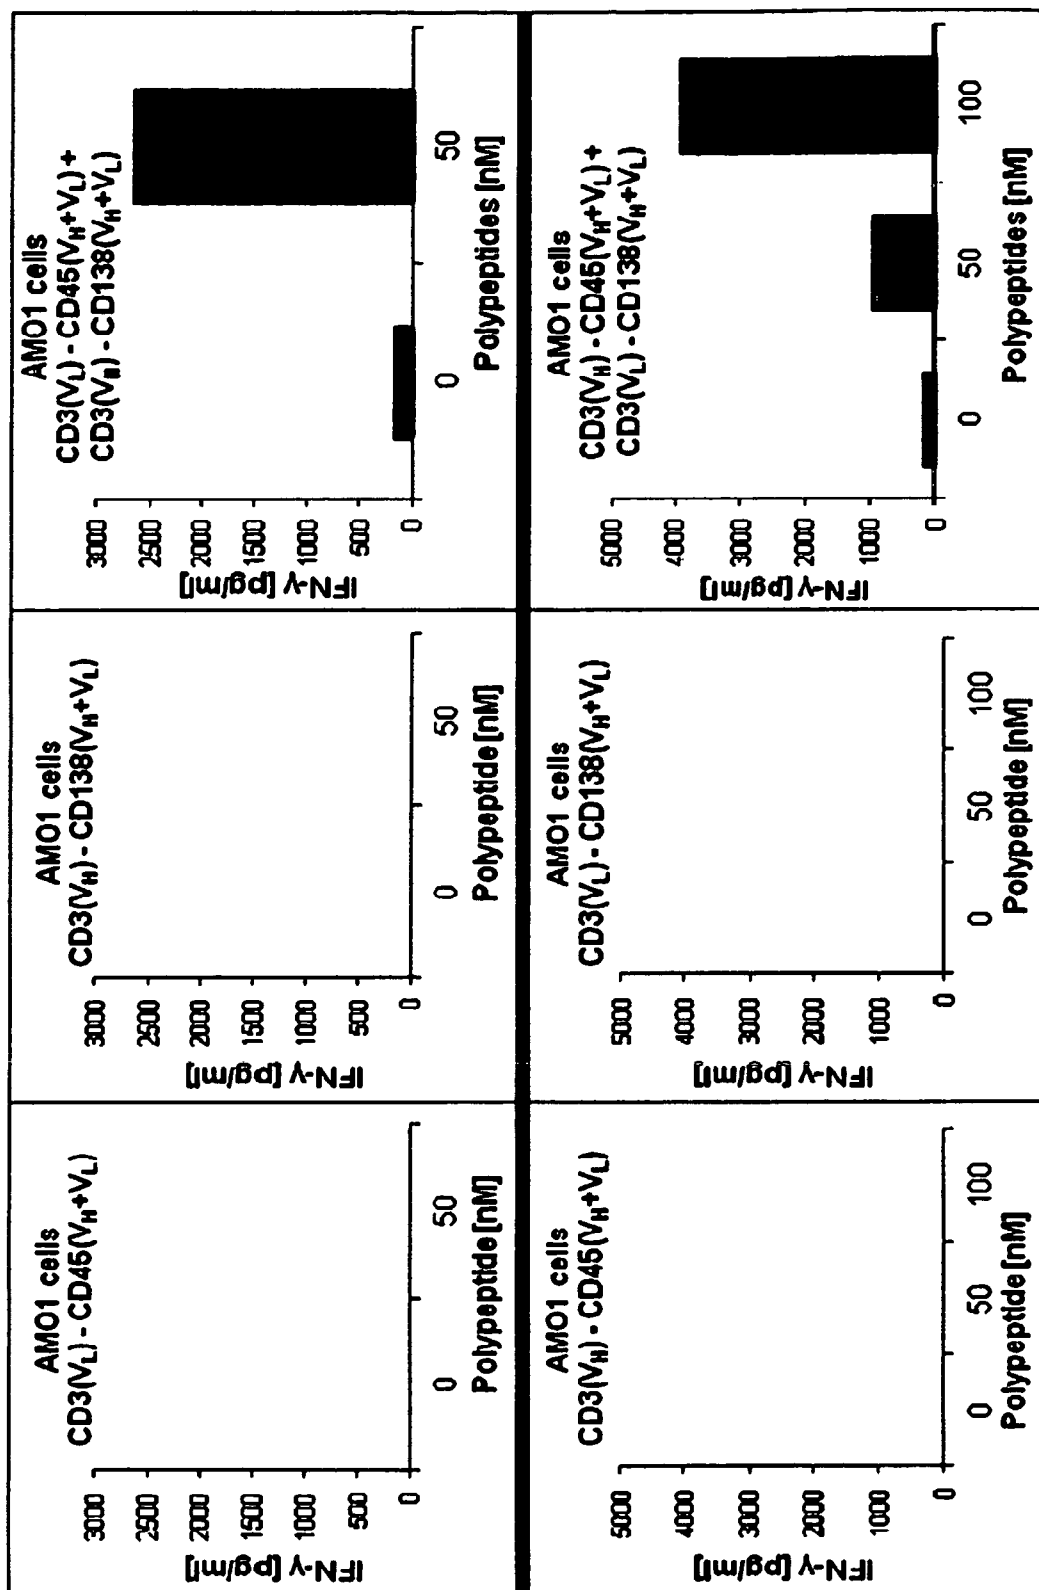 AMO1 cells
CD3(VL) - CD45(VH+VL)
IFN-γ [pg/ml]
3000
2500
2000
1500
1000
500
0
0 50
Polypeptide [nM]
AMO1 cells
CD3(VH) - CD138(VH+VL)
IFN-γ [pg/ml]
3000
2500
2000
1500
1000
500
0
0 50
Polypeptide [nM]
AMO1 cells
CD3(VL) - CD45(VH+VL) +
CD3(VH) - CD138(VH+VL)
IFN-γ [pg/ml]
3000
2500
2000
1500
1000
500
0
0 50
Polypeptides [nM]
AMO1 cells
CD3(VH) - CD45(VH+VL)
IFN-γ [pg/ml]
5000
4000
3000
2000
1000
0
0 50 100
Polypeptide [nM]
AMO1 cells
CD3(VL) - CD138(VH+VL)
IFN-γ [pg/ml]
5000
4000
3000
2000
1000
0
0 50 100
Polypeptide [nM]
AMO1 cells
CD3(VH) - CD45(VH+VL) +
CD3(VL) - CD138(VH+VL)
IFN-γ [pg/ml]
5000
4000
3000
2000
1000
0
0 50 100
Polypeptides [nM]